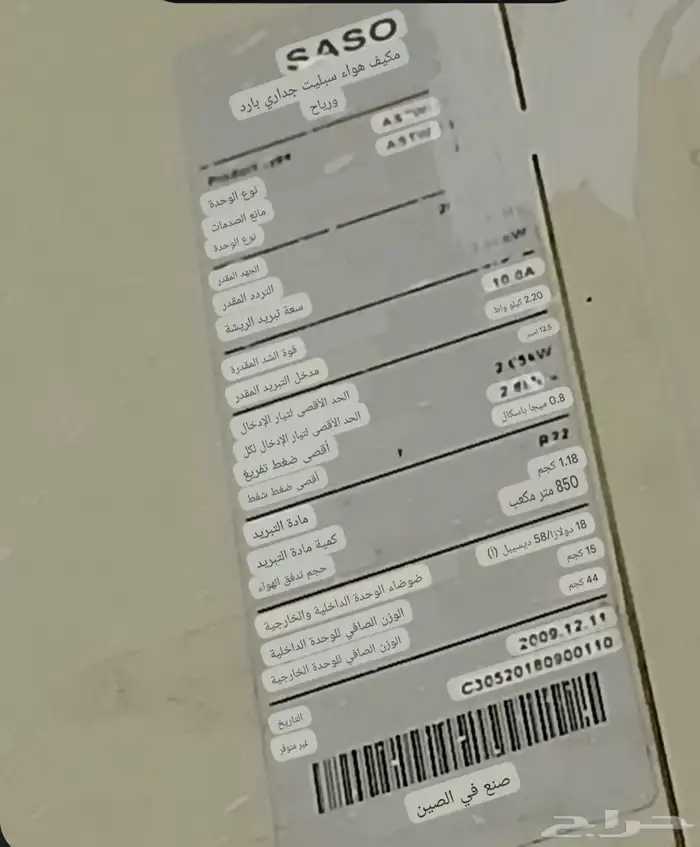 SASO
مكيف هواء سبليت جداري بارد
ورياح
Product
ASTW
نوع الوحدة
مانع الصدمات
نوع الوحدة
الجهد المقدر
التردد المقدر
سعة تبريد الريشة
10.0A
قوة الشد المقدرة 2.20 كيلو واط
مدخل التبريد المقدر 12.5
الحد الأقصى لتيار الإدخال
الحد الأقصى لتيار الإدخال لكل
أقصى ضغط تفريغ 0.8 ميجا باسكال
أقصى ضغط شفط
مادة التبريد R22
كمية مادة التبريد 1.18 كجم
حجم تدفق الهواء 850 متر مكعب
ضوضاء الوحدة الداخلية والخارجية 18 دولارًا/58 ديسيبل (أ)
الوزن الصافي للوحدة الداخلية 15 كجم
الوزن الصافي للوحدة الخارجية 44 كجم
التاريخ 2009.12.11
غير متوفر C30520180900110
صنع في الصين
حراج